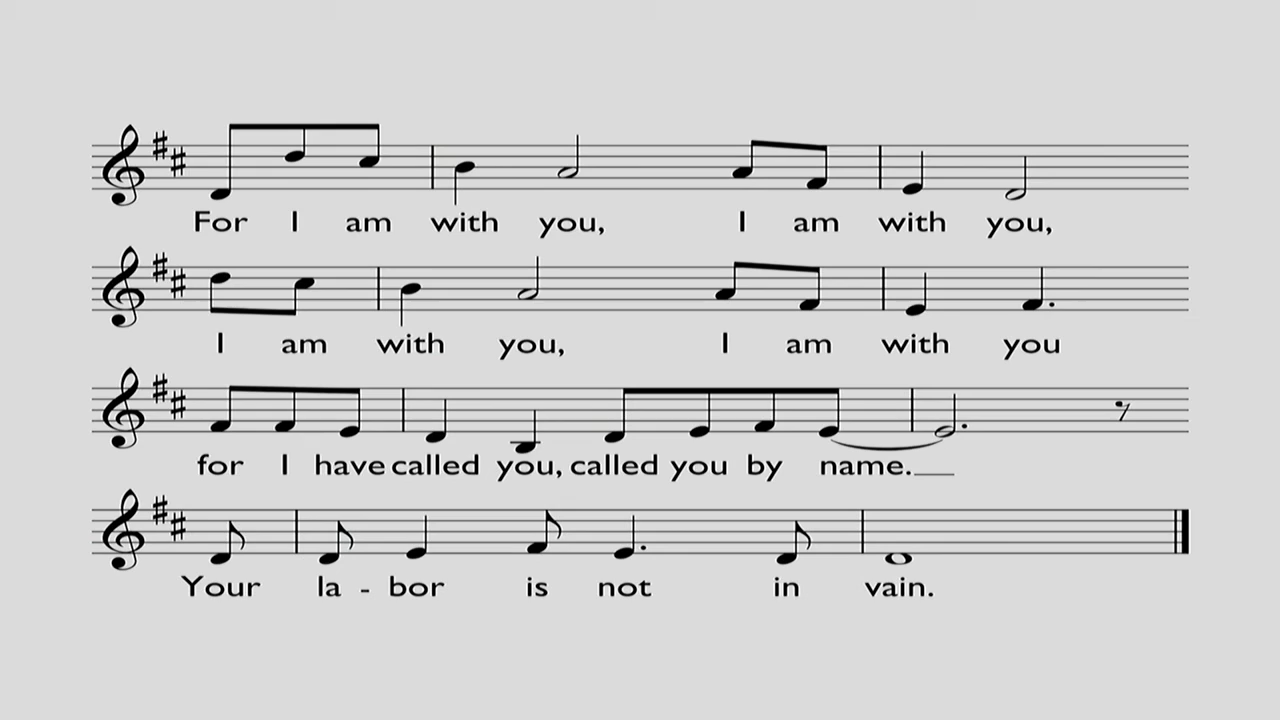 For I am with you, I am with you,
I am with you, I am with you
for I have called you, called you by name.
Your la - bor is not in vain.